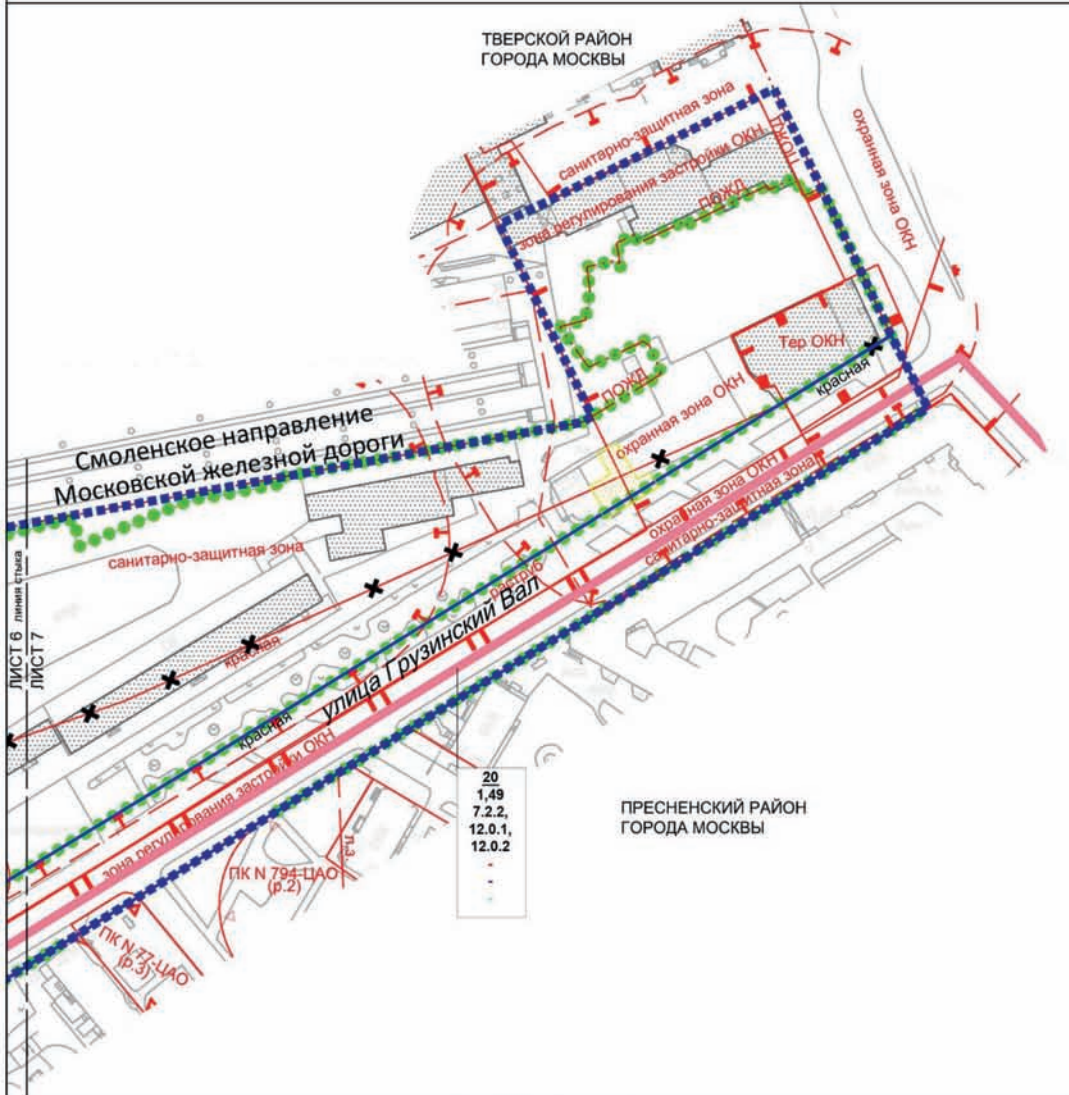 ТВЕРСКОЙ РАЙОН
ГОРОДА МОСКВЫ
санитарно-защитная зона
зона регулирования застройки ОКН
ПОЖД
ПОЖД
охранная зона ОКН
Тер ОКН
красная
ПОЖД
охранная зона ОКН
Смоленское направление
Московской железной дороги
санитарно-защитная зона
охранная зона ОКН
санитарно-защитная зона
раструб
улица Грузинский Вал
ЛИСТ 6 линия стыка
ЛИСТ 7
красная
красная
зона регулирования застройки ОКН
20
1,49
7.2.2,
12.0.1,
12.0.2
-
-
-
ПРЕСНЕНСКИЙ РАЙОН
ГОРОДА МОСКВЫ
п.з.
ПК N 794-ЦАО
(р.2)
ПК N 77-ЦАО
(р.3)